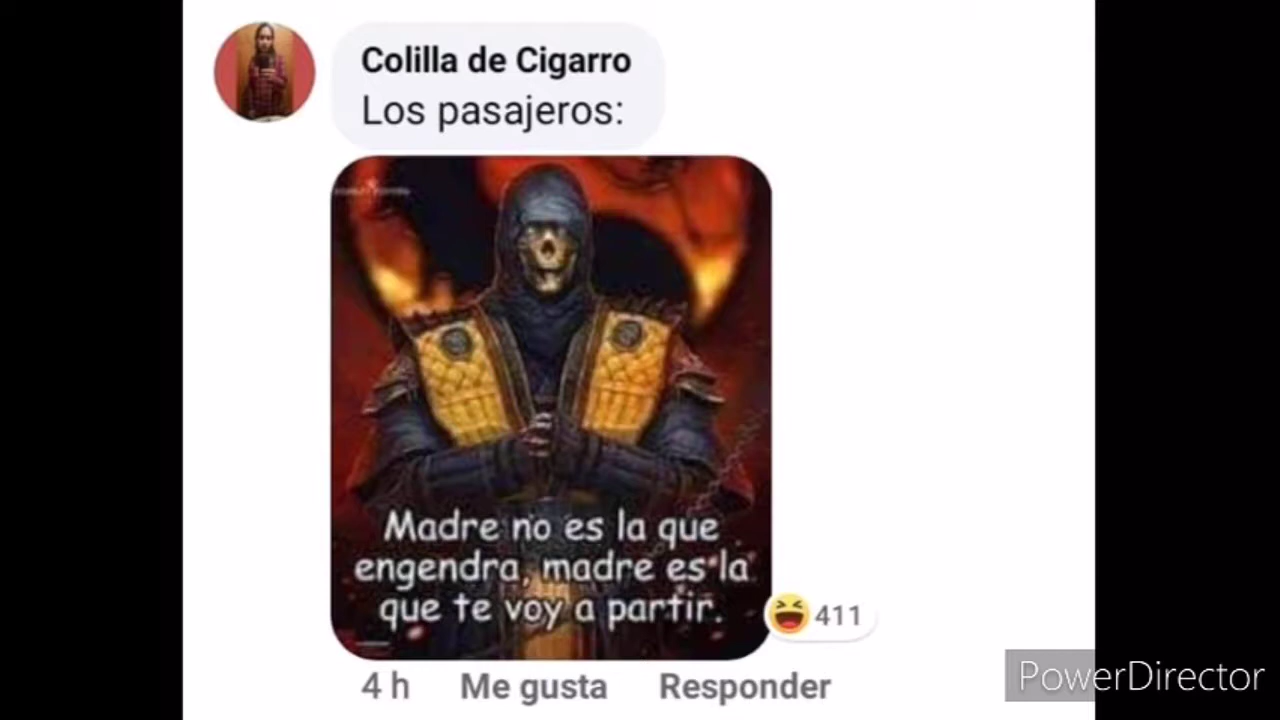 Colilla de Cigarro
Los pasajeros:
Madre no es la que
engendra, madre es la
que te voy a partir.
411
4 h Me gusta Responder
PowerDirector